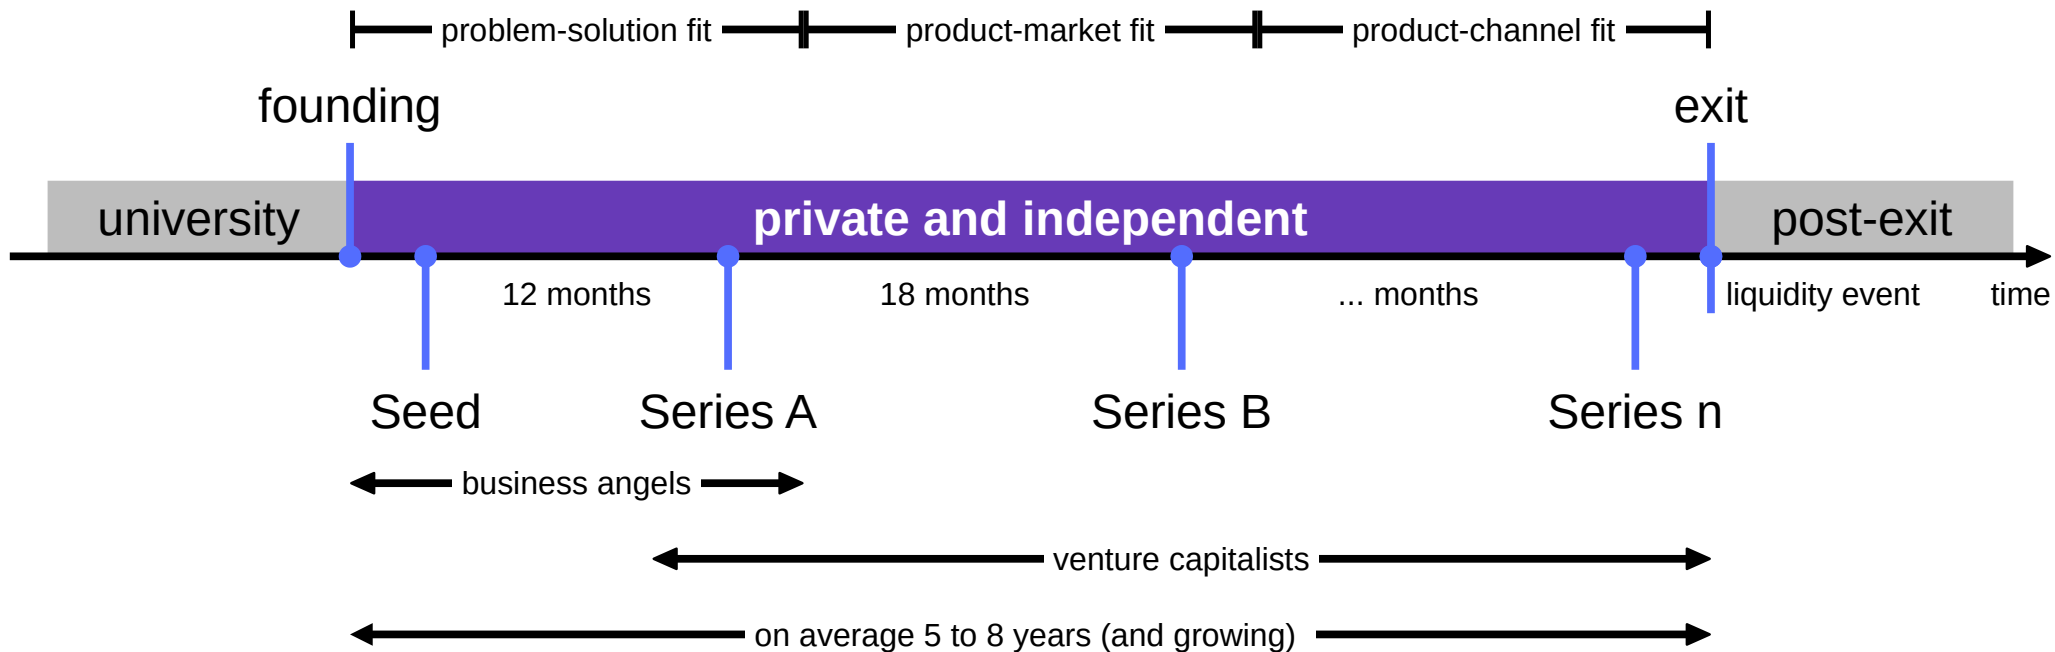 problem-solution fit product-market fit product-channel fit
founding exit
university private and independent post-exit
12 months 18 months ... months liquidity event time
Seed Series A Series B Series n
business angels
venture capitalists
on average 5 to 8 years (and growing)